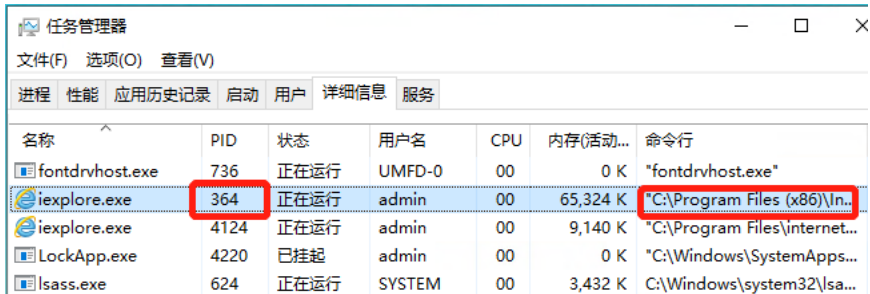 任务管理器
文件(F) 选项(O) 查看(V)
进程 性能 应用历史记录 启动 用户 详细信息 服务
名称 PID 状态 用户名 CPU 内存(活动... 命令行
fontdrvhost.exe 736 正在运行 UMFD-0 00 0 K "fontdrvhost.exe"
iexplore.exe 364 正在运行 admin 00 65,324 K "C:\Program Files (x86)\In...
iexplore.exe 4124 正在运行 admin 00 9,140 K "C:\Program Files\internet...
LockApp.exe 4220 已挂起 admin 00 0 K "C:\Windows\SystemApps...
lsass.exe 624 正在运行 SYSTEM 00 3,432 K C:\Windows\system32\lsa...